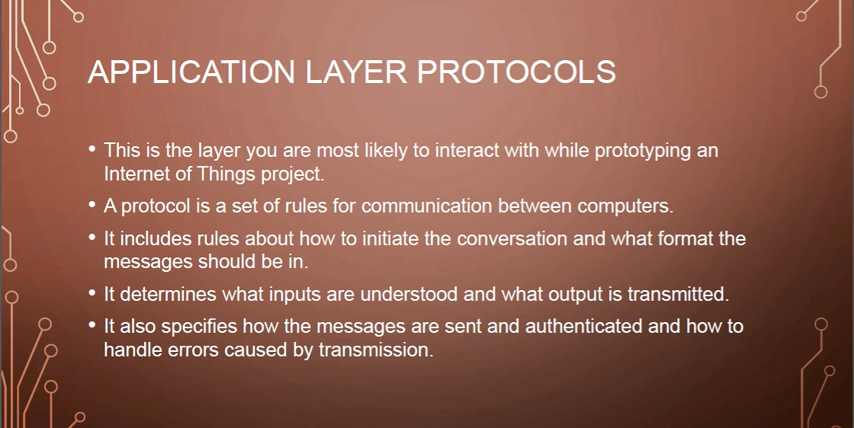 APPLICATION LAYER PROTOCOLS
• This is the layer you are most likely to interact with while prototyping an
Internet of Things project.
• A protocol is a set of rules for communication between computers.
• It includes rules about how to initiate the conversation and what format the
messages should be in.
• It determines what inputs are understood and what output is transmitted.
• It also specifies how the messages are sent and authenticated and how to
handle errors caused by transmission.